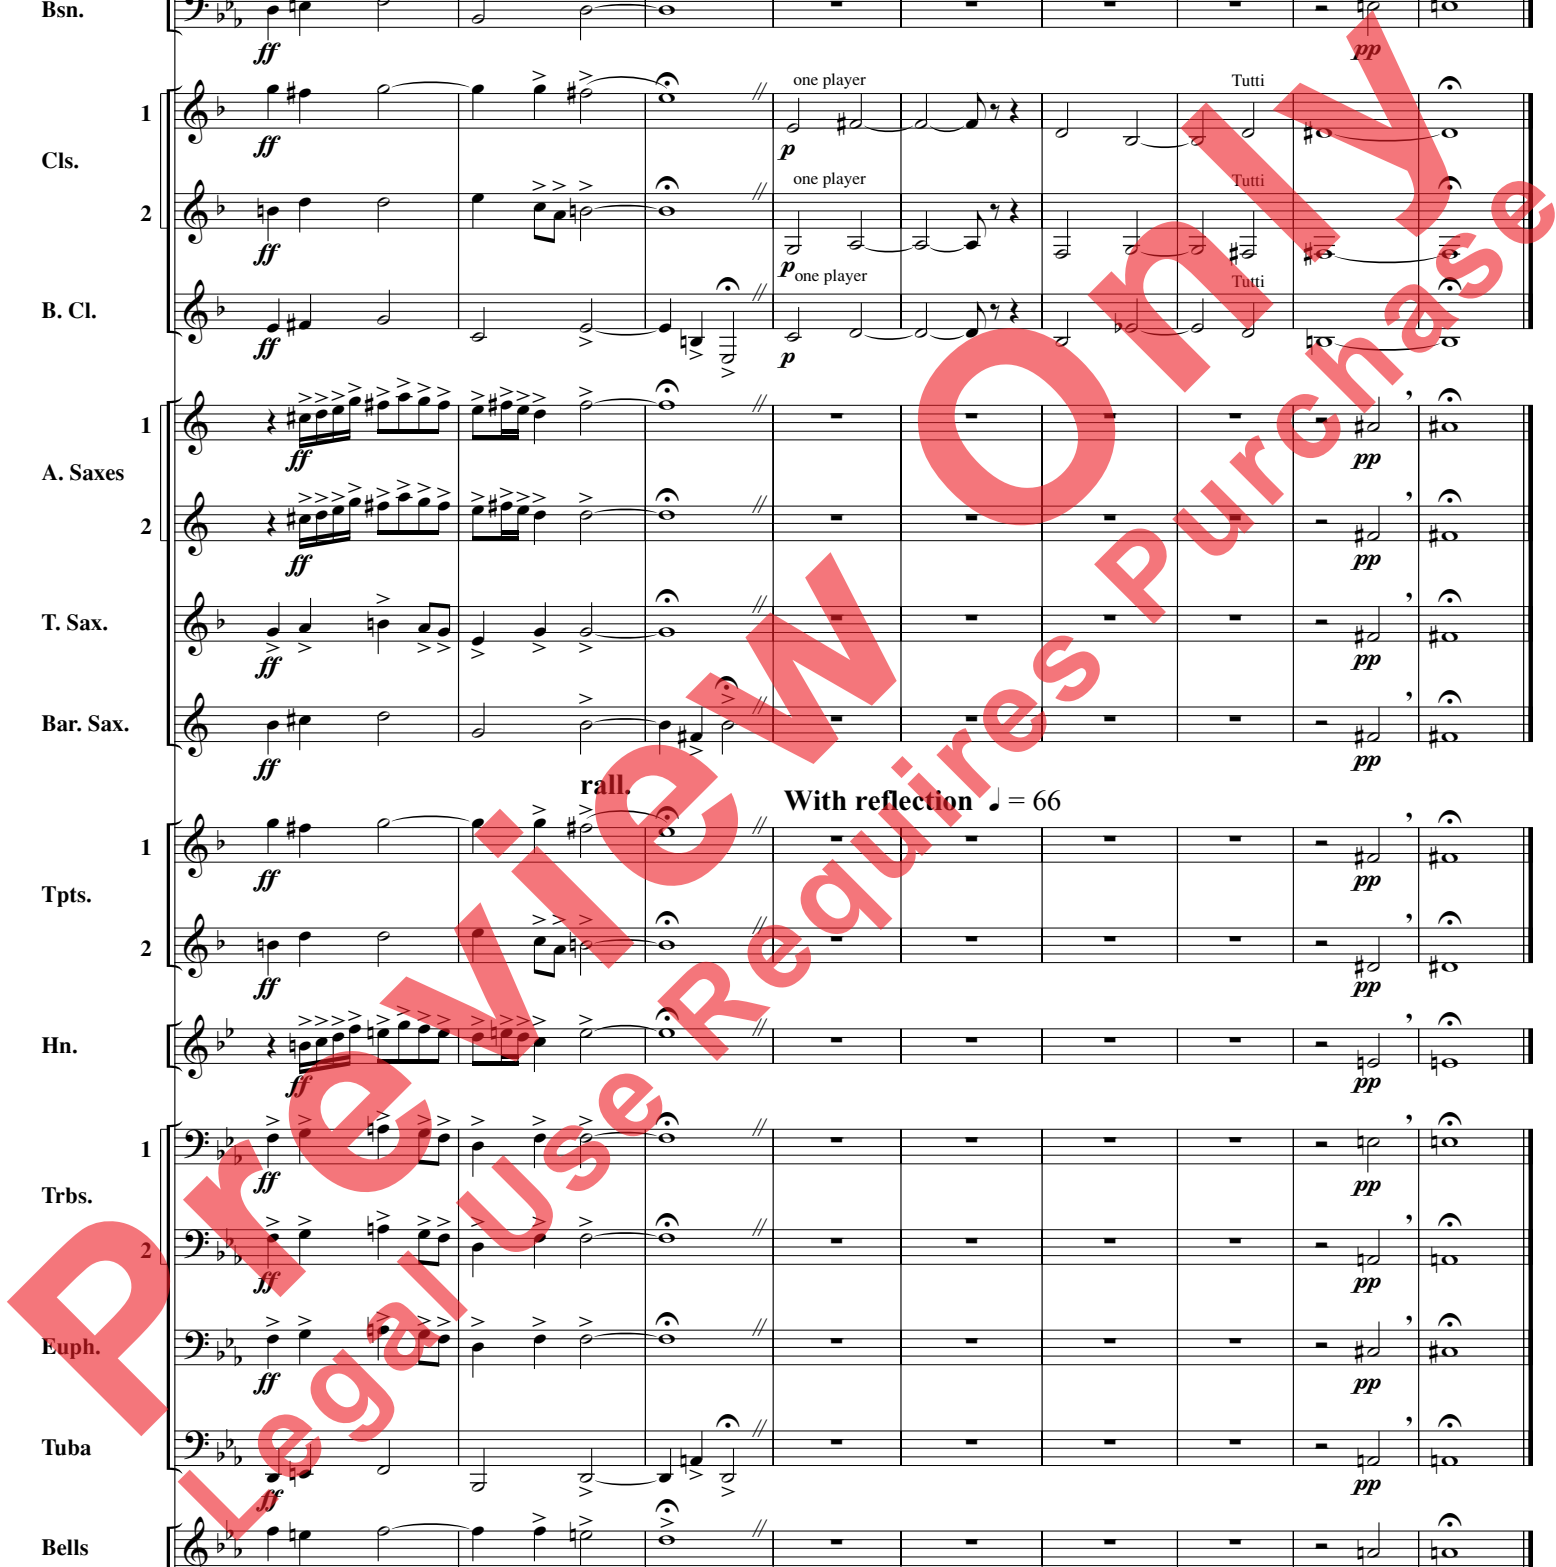 Bsn.
ff
pp
one player
Tutti
1
ff
p
Cls.
one player
Tutti
2
ff
p
one player
Tutti
B. Cl.
ff
p
1
ff
pp
A. Saxes
2
ff
pp
T. Sax.
ff
pp
Bar. Sax.
ff
pp
rall.
With reflection ♩ = 66
1
ff
pp
Tpts.
2
ff
pp
Hn.
ff
pp
1
ff
pp
Trbs.
2
ff
pp
Euph.
ff
pp
Tuba
ff
pp
Bells
Preview Only
Legal Use Requires Purchase